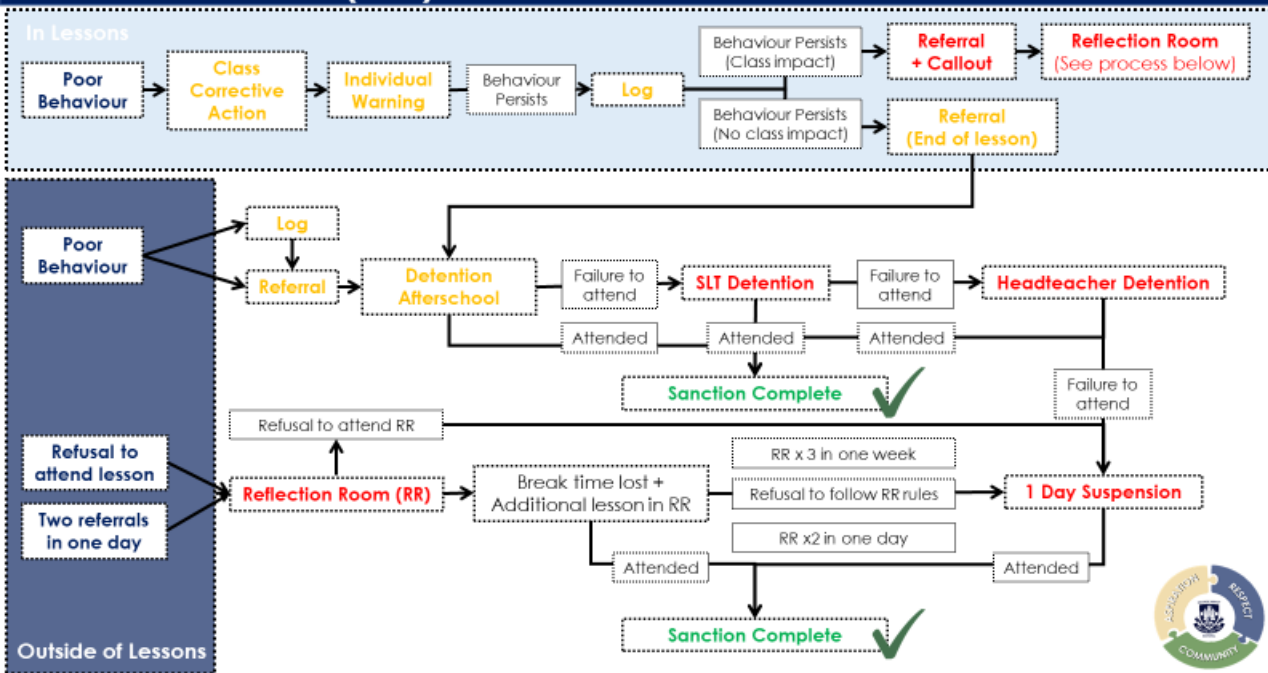 In Lessons
Poor
Behaviour
Class
Corrective
Action
Individual
Warning
Behaviour
Persists
Log
Behaviour Persists
(Class impact)
Referral
+ Callout
Reflection Room
(See process below)
Behaviour Persists
(No class impact)
Referral
(End of lesson)
Poor
Behaviour
Log
Referral
Detention
Afterschool
Failure to
attend
SLT Detention
Failure to
attend
Headteacher Detention
Attended
Attended
Attended
Sanction Complete
Failure to
attend
Refusal to attend RR
Refusal to
attend lesson
Two referrals
in one day
Reflection Room (RR)
Break time lost +
Additional lesson in RR
RR x 3 in one week
Refusal to follow RR rules
RR x2 in one day
1 Day Suspension
Attended
Attended
Sanction Complete
Outside of Lessons
ASPIRATION
RESPECT
COMMUNITY